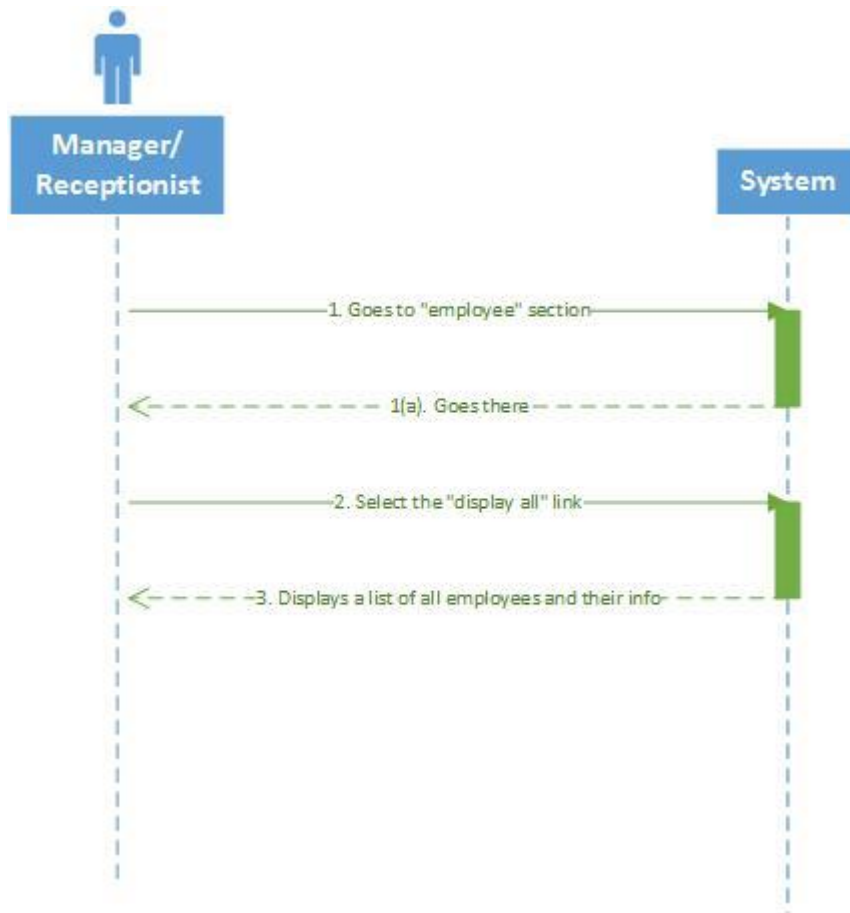 Manager/
Receptionist
System
1. Goes to "employee" section
1(a). Goes there
2. Select the "display all" link
3. Displays a list of all employees and their info